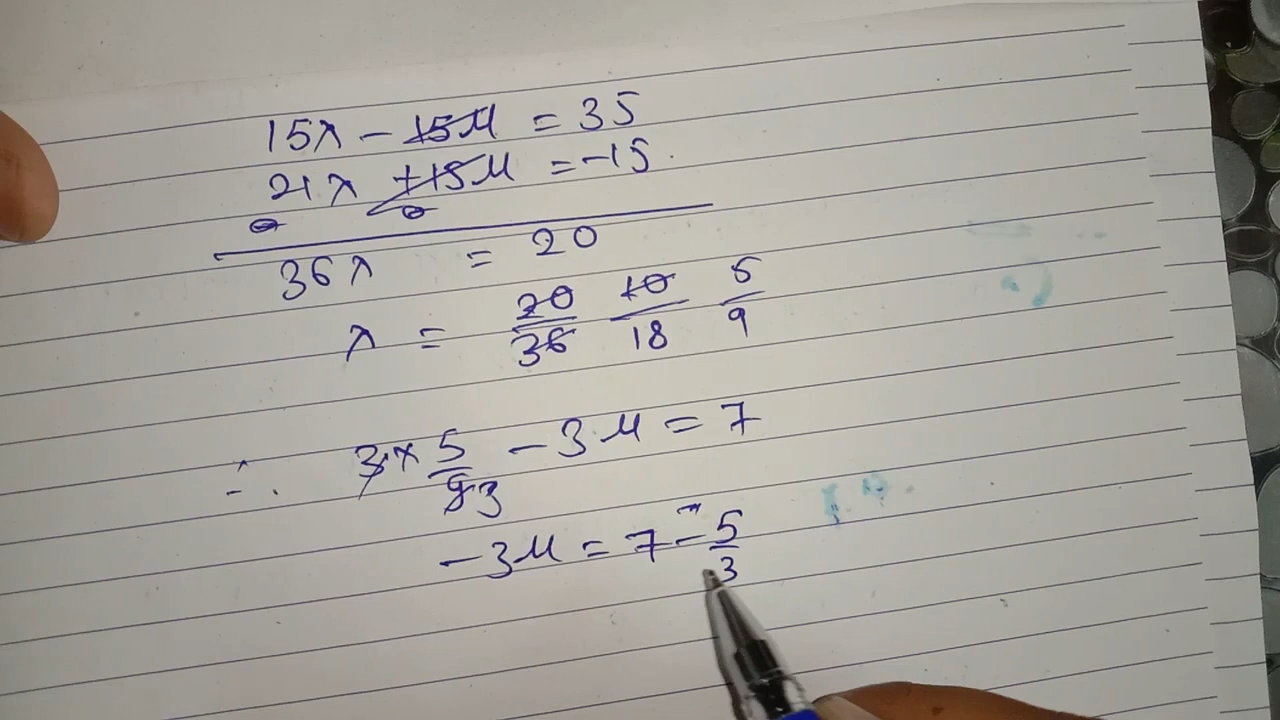 15λ - 15μ = 35
21λ +15μ = -15
36λ = 20
λ = 20/36 10/18 5/9
∴ 3 × 5/9 3 - 3μ = 7
-3μ = 7 - 5/3